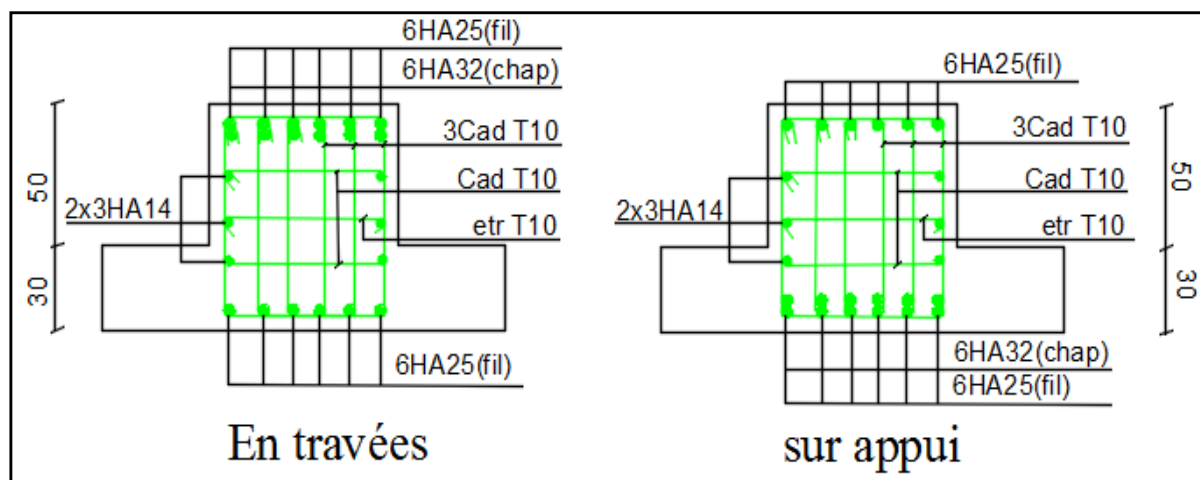 6HA25(fil)
6HA32(chap)
3Cad T10
Cad T10
2x3HA14
etr T10
50
30
6HA25(fil)
En travées
6HA25(fil)
3Cad T10
Cad T10
2x3HA14
etr T10
50
30
6HA32(chap)
6HA25(fil)
sur appui